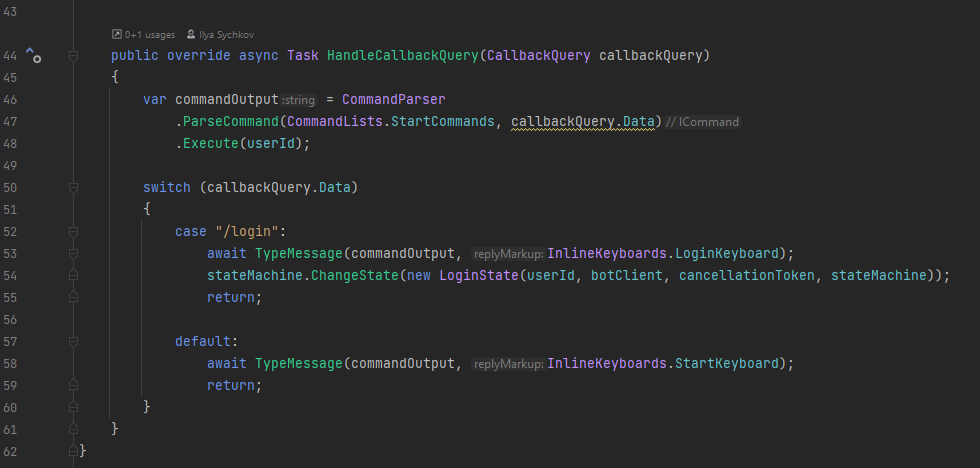 43
0+1 usages Ilya Sychkov
44 public override async Task HandleCallbackQuery(CallbackQuery callbackQuery)
45 {
46 var commandOutput :string = CommandParser
47 .ParseCommand(CommandLists.StartCommands, callbackQuery.Data) // ICommand
48 .Execute(userId);
49
50 switch (callbackQuery.Data)
51 {
52 case "/login":
53 await TypeMessage(commandOutput, replyMarkup: InlineKeyboards.LoginKeyboard);
54 stateMachine.ChangeState(new LoginState(userId, botClient, cancellationToken, stateMachine));
55 return;
56
57 default:
58 await TypeMessage(commandOutput, replyMarkup: InlineKeyboards.StartKeyboard);
59 return;
60 }
61 }
62 }